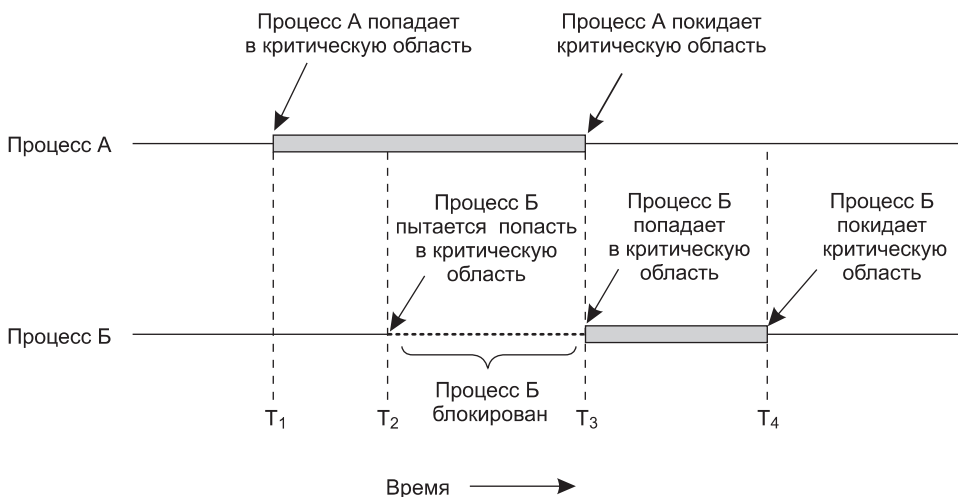 Процесс А попадает
в критическую область
Процесс А покидает
критическую область
Процесс А
Процесс Б
пытается попасть
в критическую
область
Процесс Б
попадает
в критическую
область
Процесс Б
покидает
критическую
область
Процесс Б
Процесс Б
блокирован
T1
T2
T3
T4
Время